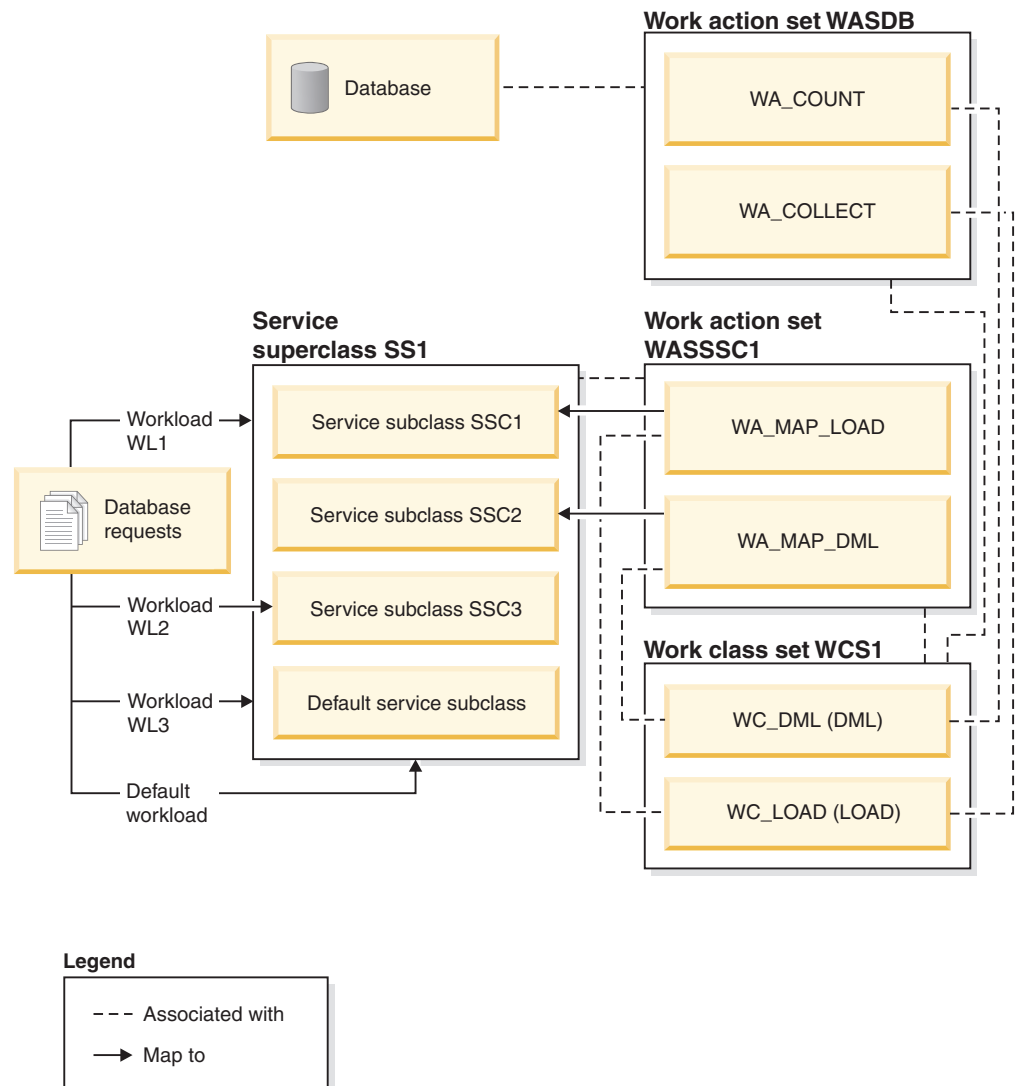 Work action set WASDB
Database
WA_COUNT
WA_COLLECT
Service
superclass SS1
Work action set
WASSSC1
Workload
WL1
Service subclass SSC1
WA_MAP_LOAD
Database
requests
Service subclass SSC2
WA_MAP_DML
Workload
WL2
Service subclass SSC3
Work class set WCS1
Workload
WL3
Default service subclass
WC_DML (DML)
Default
workload
WC_LOAD (LOAD)
Legend
Associated with
Map to